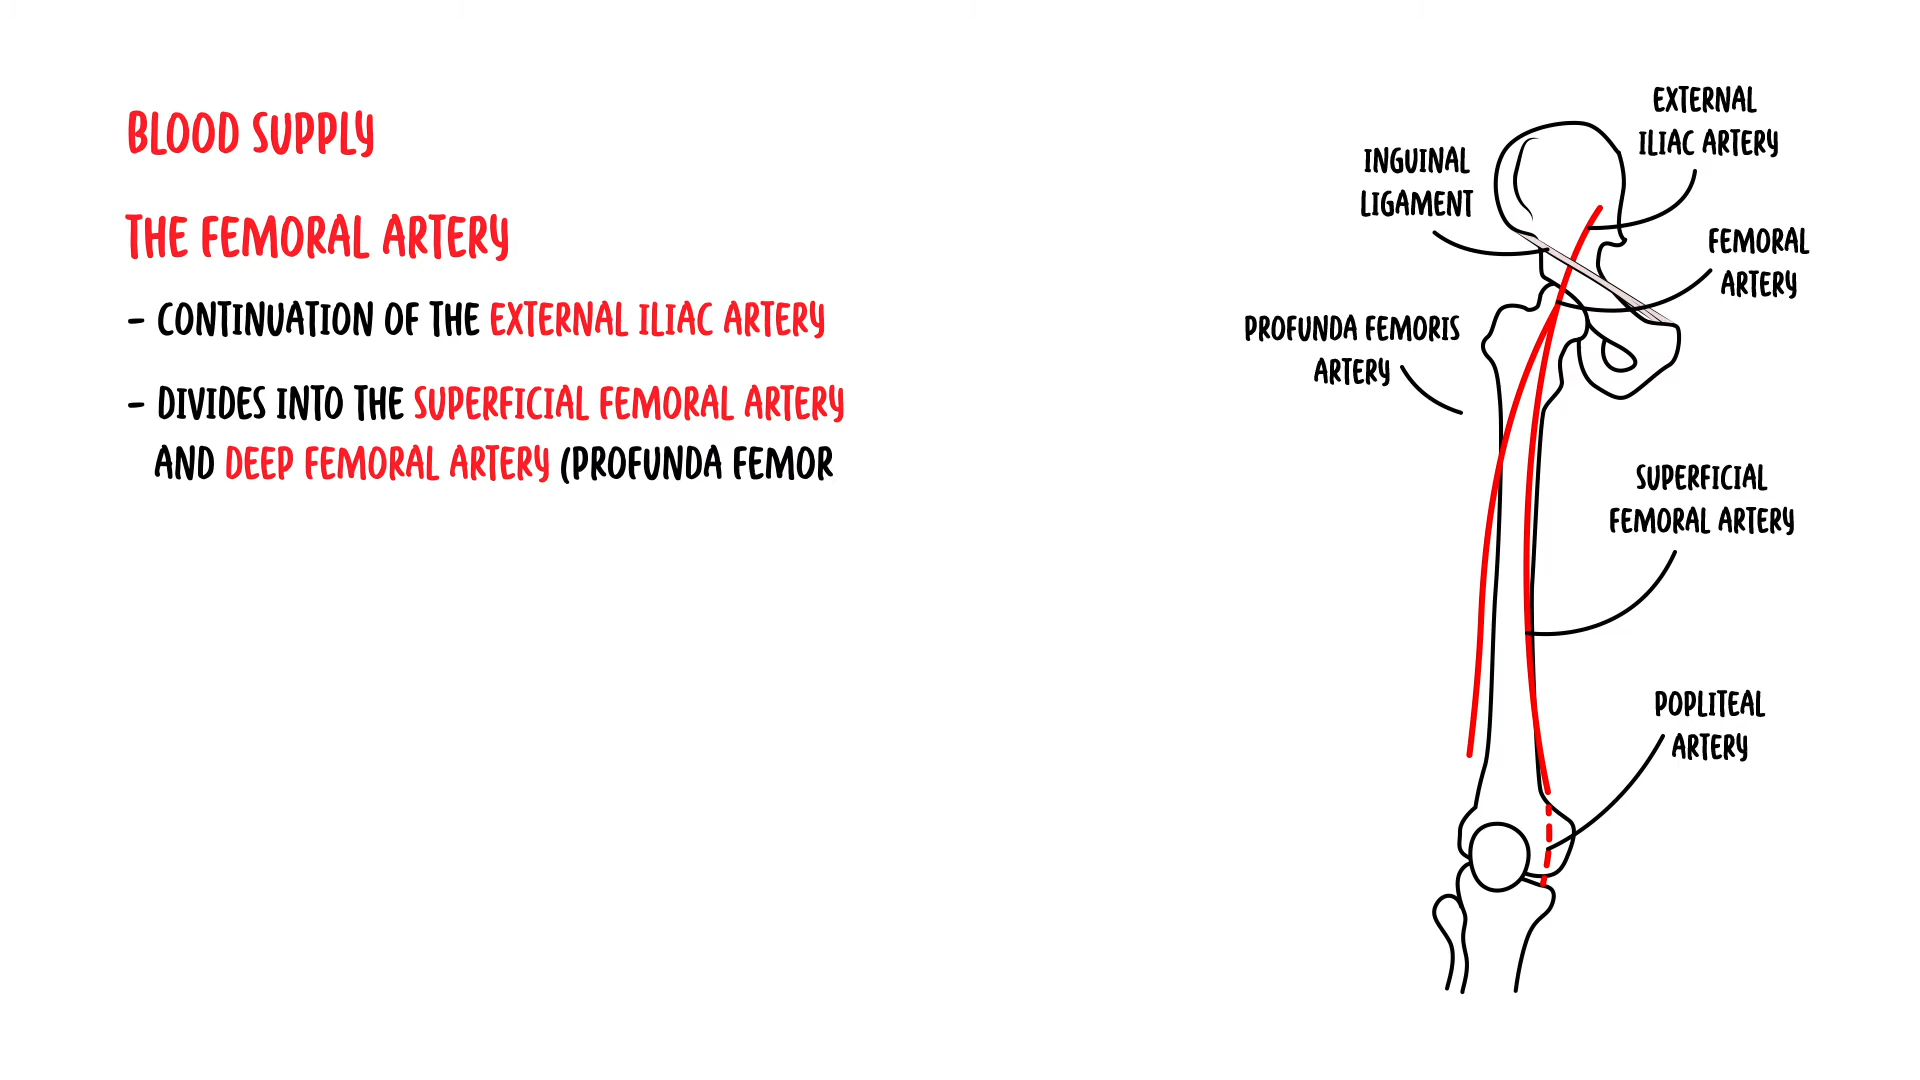 BLOOD SUPPLY
THE FEMORAL ARTERY
- CONTINUATION OF THE EXTERNAL ILIAC ARTERY
- DIVIDES INTO THE SUPERFICIAL FEMORAL ARTERY
AND DEEP FEMORAL ARTERY (PROFUNDA FEMOR
EXTERNAL
ILIAC ARTERY
INGUINAL
LIGAMENT
FEMORAL
ARTERY
PROFUNDA FEMORIS
ARTERY
SUPERFICIAL
FEMORAL ARTERY
POPLITEAL
ARTERY